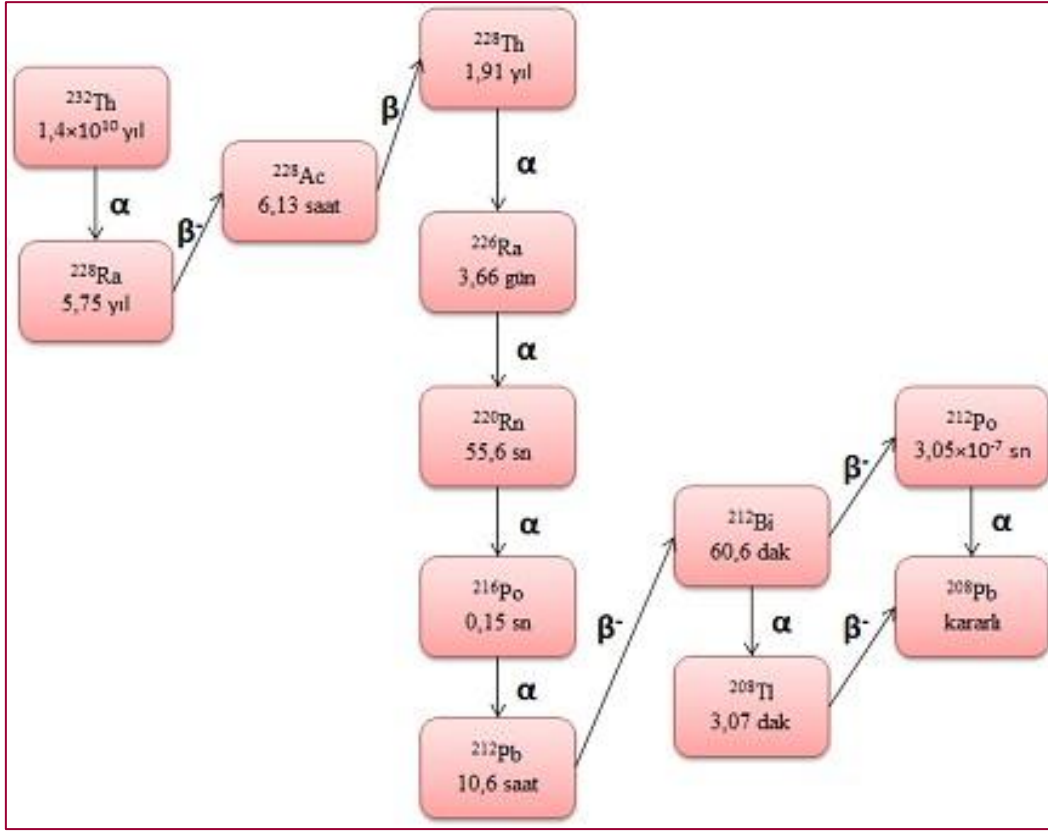 ²³²Th
1,4×10¹⁰ yıl
α
²²⁸Ra
5,75 yıl
β⁻
²²⁸Ac
6,13 saat
β
²²⁸Th
1,91 yıl
α
²²⁶Ra
3,66 gün
α
²²⁰Rn
55,6 sn
α
²¹⁶Po
0,15 sn
α
²¹²Pb
10,6 saat
β⁻
²¹²Bi
60,6 dak
α
²⁰⁸Tl
3,07 dak
β⁻
²¹²Po
3,05×10⁻⁷ sn
α
²⁰⁸Pb
kararlı
β⁻